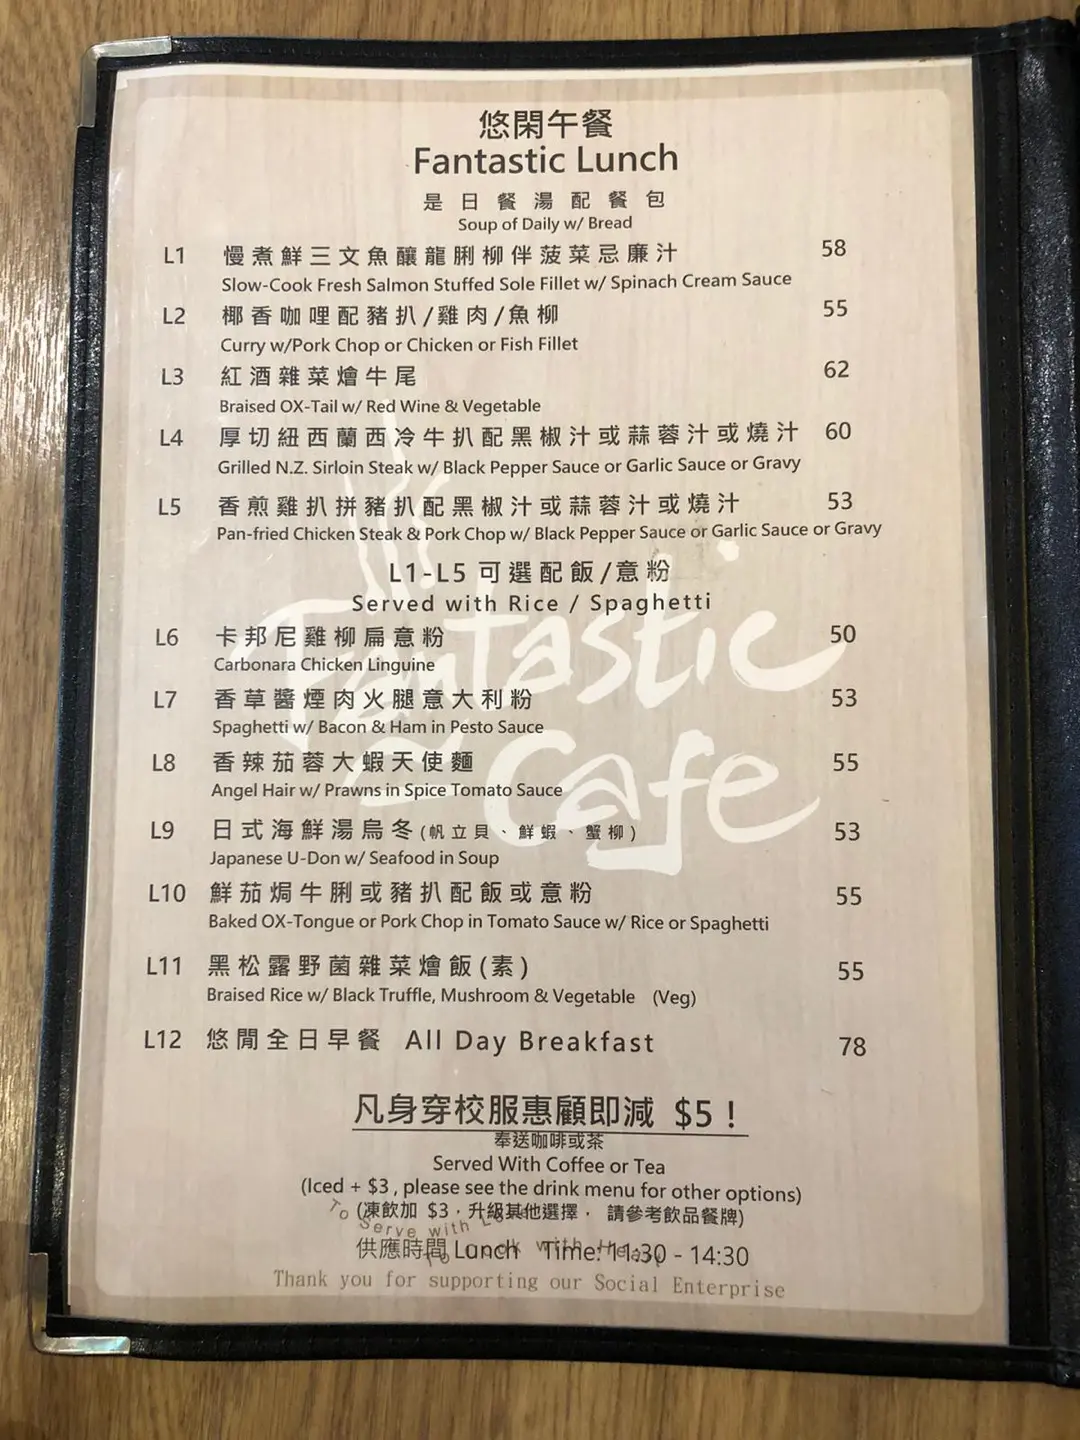 悠閑午餐
Fantastic Lunch
是日餐湯配餐包
Soup of Daily w/ Bread
L1 慢煮鮮三文魚釀龍脷柳伴菠菜忌廉汁 58
Slow-Cook Fresh Salmon Stuffed Sole Fillet w/ Spinach Cream Sauce
L2 椰香咖哩配豬扒/雞肉/魚柳 55
Curry w/Pork Chop or Chicken or Fish Fillet
L3 紅酒雜菜燴牛尾 62
Braised OX-Tail w/ Red Wine & Vegetable
L4 厚切紐西蘭西冷牛扒配黑椒汁或蒜蓉汁或燒汁 60
Grilled N.Z. Sirloin Steak w/ Black Pepper Sauce or Garlic Sauce or Gravy
L5 香煎雞扒拼豬扒配黑椒汁或蒜蓉汁或燒汁 53
Pan-fried Chicken Steak & Pork Chop w/ Black Pepper Sauce or Garlic Sauce or Gravy
L1-L5 可選配飯/意粉
Served with Rice / Spaghetti
L6 卡邦尼雞柳扁意粉 50
Carbonara Chicken Linguine
L7 香草醬煙肉火腿意大利粉 53
Spaghetti w/ Bacon & Ham in Pesto Sauce
L8 香辣茄蓉大蝦天使麵 55
Angel Hair w/ Prawns in Spice Tomato Sauce
L9 日式海鮮湯烏冬(帆立貝、鮮蝦、蟹柳) 53
Japanese U-Don w/ Seafood in Soup
L10 鮮茄焗牛脷或豬扒配飯或意粉 55
Baked OX-Tongue or Pork Chop in Tomato Sauce w/ Rice or Spaghetti
L11 黑松露野菌雜菜燴飯(素) 55
Braised Rice w/ Black Truffle, Mushroom & Vegetable (Veg)
L12 悠閒全日早餐 All Day Breakfast 78
Fantastic
Cafe
凡身穿校服惠顧即減 $5！
奉送咖啡或茶
Served With Coffee or Tea
(Iced + $3 , please see the drink menu for other options)
(凍飲加 $3，升級其他選擇， 請參考飲品餐牌)
To Serve with
供應時間 Lunch Time: 11:30 - 14:30
Thank you for supporting our Social Enterprise